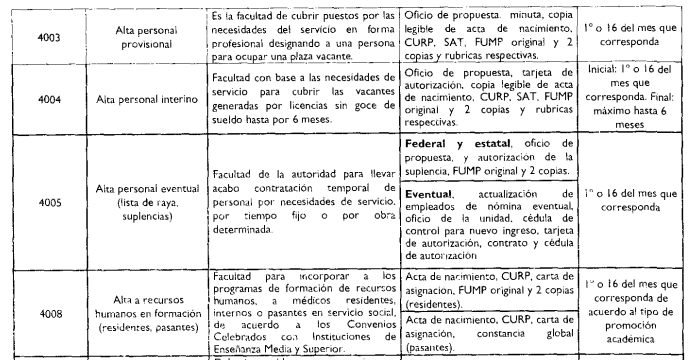 4003
Alta personal
provisional
Es la facultad de cubrir puestos por las
necesidades del servicio en forma
profesional designando a una persona
para ocupar una plaza vacante.
Oficio de propuesta. minuta, copia
legible de acta de nacimiento,
CURP, SAT, FUMP original y 2
copias y rubricas respectivas.
1° o 16 del mes que
corresponda
4004
Alta personal interino
Facultad con base a las necesidades de
servicio para cubrir las vacantes
generadas por licencias sin goce de
sueldo hasta por 6 meses.
Oficio de propuesta, tarjeta de
autorización, copia legible de acta
de nacimiento, CURP, SAT, FUMP
original y 2 copias y rubricas
respectivas.
Inicial: 1° o 16 del
mes que
corresponda. Final:
máximo hasta 6
meses
4005
Alta personal eventual
(lista de raya,
suplencias)
Facultad de la autoridad para llevar
acabo contratación temporal de
personal por necesidades de servicio,
por tiempo fijo o por obra
determinada.
Federal y estatal, oficio de
propuesta, y autorización de la
suplencia, FUMP original y 2 copias.
Eventual, actualización de
empleados de nómina eventual,
oficio de la unidad, cédula de
control para nuevo ingreso, tarjeta
de autorización, contrato y cédula
de autorización
1° o 16 del mes que
corresponda
4008
Alta a recursos
humanos en formación
(residentes, pasantes)
Facultad para incorporar a los
programas de formación de recursos
humanos, a médicos residentes,
internos o pasantes en servicio social,
de acuerdo a los Convenios
Celebrados con Instituciones de
Enseñanza Media y Superior.
Acta de nacimiento, CURP, carta de
asignación, FUMP original y 2 copias
(residentes).
Acta de nacimiento, CURP, carta de
asignación, constancia global
(pasantes).
1° o 16 del mes que
corresponda de
acuerdo al tipo de
promoción
académica